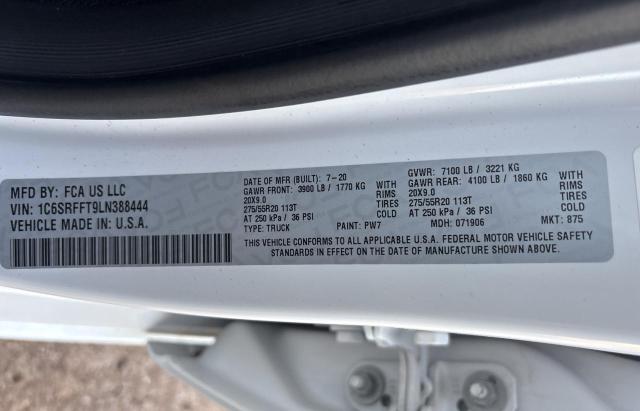 MFD BY: FCA US LLC
VIN: 1C6SRFFT9LN388444
VEHICLE MADE IN: U.S.A.
DATE OF MFR (BUILT): 7-20
GAWR FRONT: 3900 LB / 1770 KG WITH
20X9.0 RIMS
275/55R20 113T TIRES
AT 250 kPa / 36 PSI COLD
TYPE: TRUCK PAINT: PW7
GVWR: 7100 LB / 3221 KG
GAWR REAR: 4100 LB / 1860 KG WITH
20X9.0 RIMS
275/55R20 113T TIRES
AT 250 kPa / 36 PSI COLD
MDH: 071906 MKT: 875
THIS VEHICLE CONFORMS TO ALL APPLICABLE U.S.A. FEDERAL MOTOR VEHICLE SAFETY
STANDARDS IN EFFECT ON THE DATE OF MANUFACTURE SHOWN ABOVE.